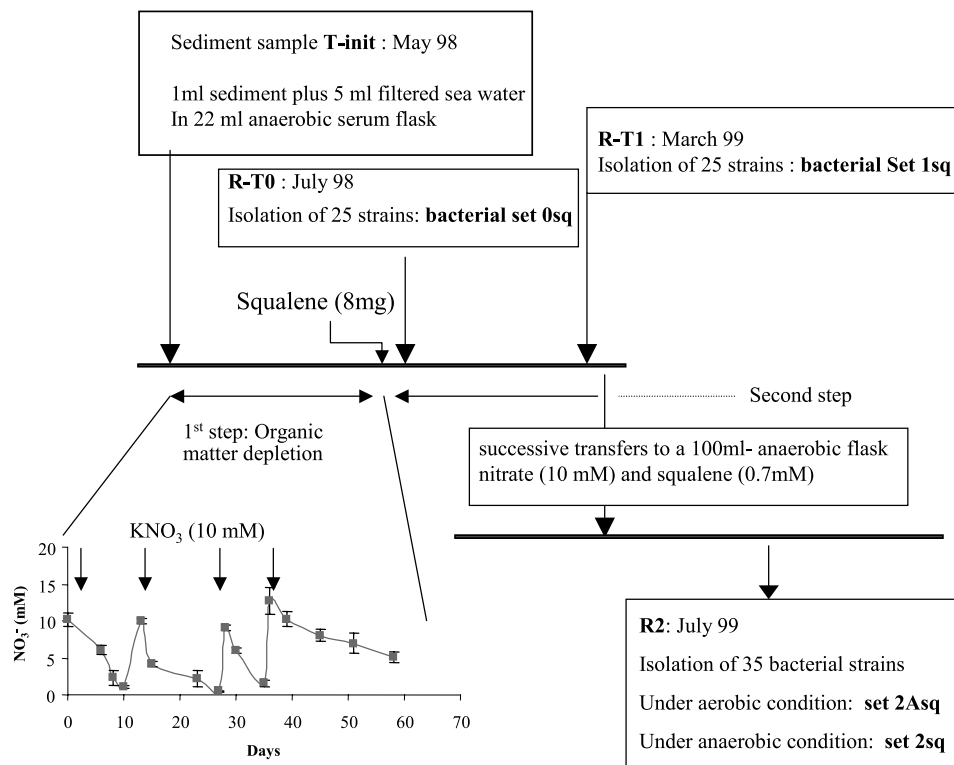 Sediment sample T-init : May 98
1ml sediment plus 5 ml filtered sea water
In 22 ml anaerobic serum flask
R-T1 : March 99
Isolation of 25 strains : bacterial Set 1sq
R-T0 : July 98
Isolation of 25 strains: bacterial set 0sq
Squalene (8mg)
Second step
1st step: Organic
matter depletion
successive transfers to a 100ml- anaerobic flask
nitrate (10 mM) and squalene (0.7mM)
KNO3 (10 mM)
20
15
10
5
0
NO3- (mM)
0 10 20 30 40 50 60 70
Days
R2: July 99
Isolation of 35 bacterial strains
Under aerobic condition: set 2Asq
Under anaerobic condition: set 2sq